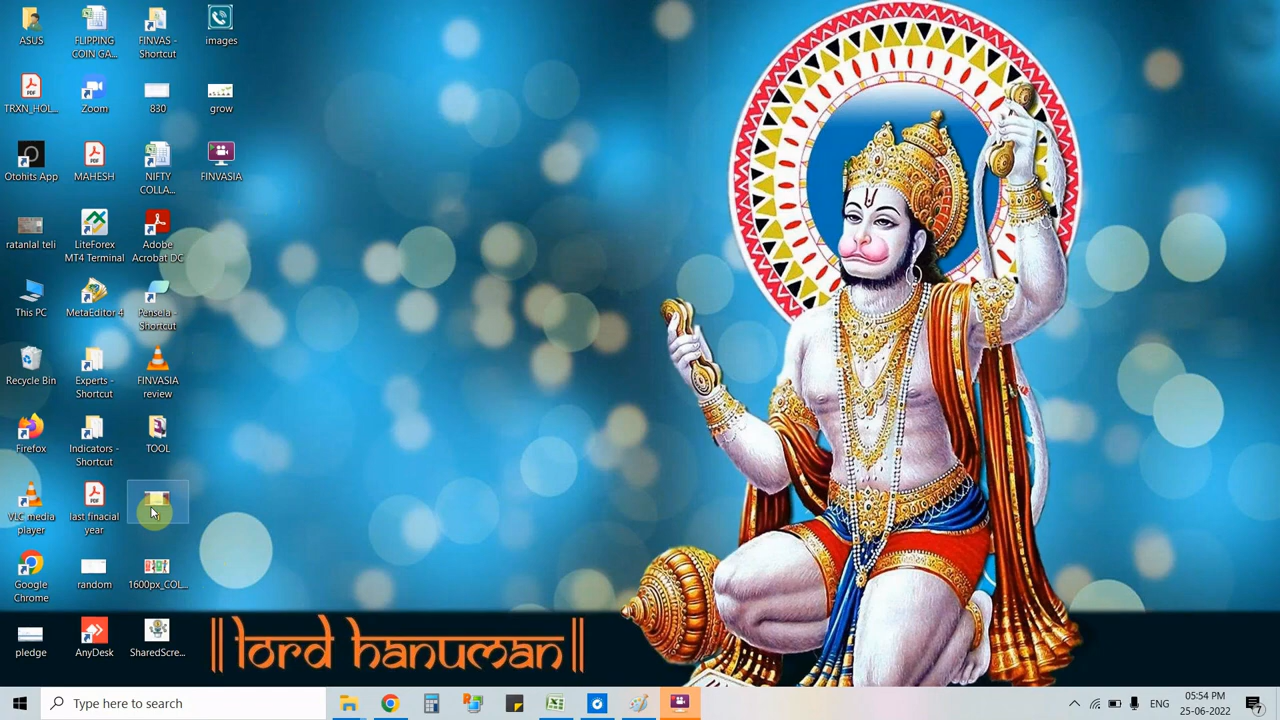 ASUS
FLIPPING
COIN GA...
FINVAS -
Shortcut
images
TRXN_HOL...
Zoom
830
grow
Otohits App
MAHESH
NIFTY
COLLA...
FINVASIA
ratanlal teli
LiteForex
MT4 Terminal
Adobe
Acrobat DC
This PC
MetaEditor 4
Pensela -
Shortcut
Recycle Bin
Experts -
Shortcut
FINVASIA
review
Firefox
Indicators -
Shortcut
TOOL
VLC media
player
last finacial
year
Google
Chrome
random
1600px_COL...
pledge
AnyDesk
SharedScre...
|| lord hanuman ||
Type here to search
ENG
05:54 PM
25-06-2022
7